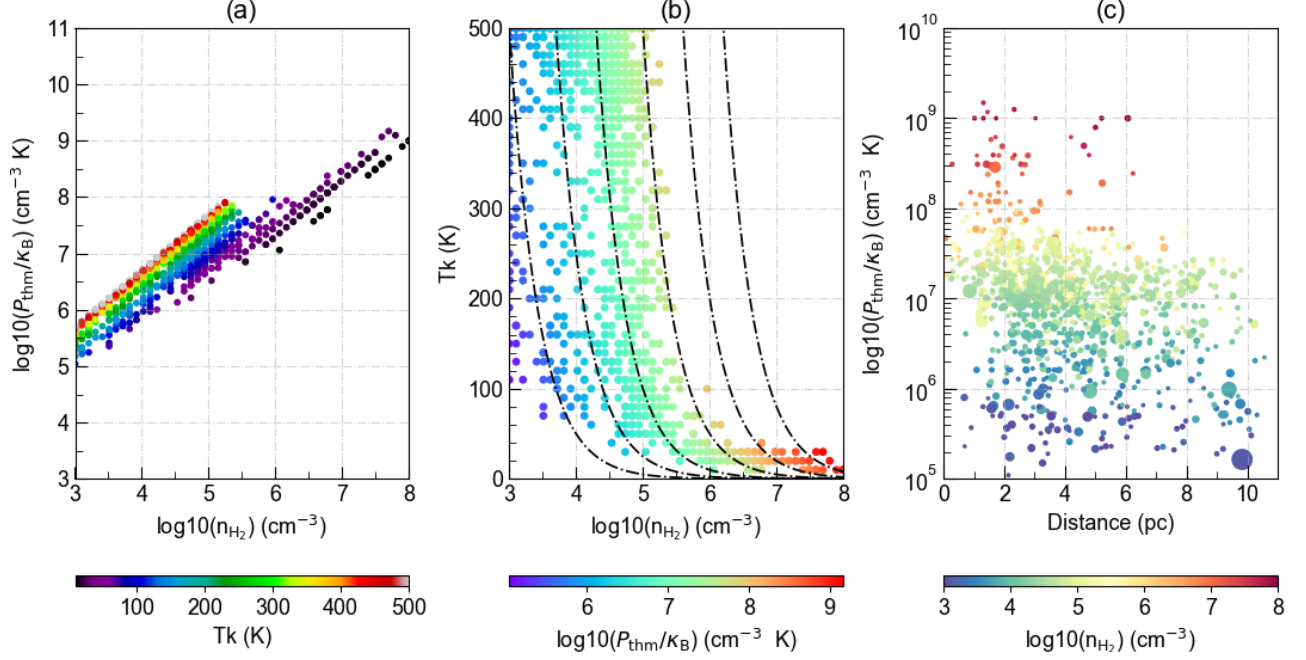 (a)
11
10
9
8
7
6
5
4
3
log10(P_thm/κ_B) (cm⁻³ K)
3 4 5 6 7 8
log10(n_H₂) (cm⁻³)
100 200 300 400 500
Tk (K)
(b)
500
400
300
200
100
0
Tk (K)
3 4 5 6 7 8
log10(n_H₂) (cm⁻³)
6 7 8 9
log10(P_thm/κ_B) (cm⁻³ K)
(c)
10¹⁰
10⁹
10⁸
10⁷
10⁶
10⁵
log10(P_thm/κ_B) (cm⁻³ K)
0 2 4 6 8 10
Distance (pc)
3 4 5 6 7 8
log10(n_H₂) (cm⁻³)